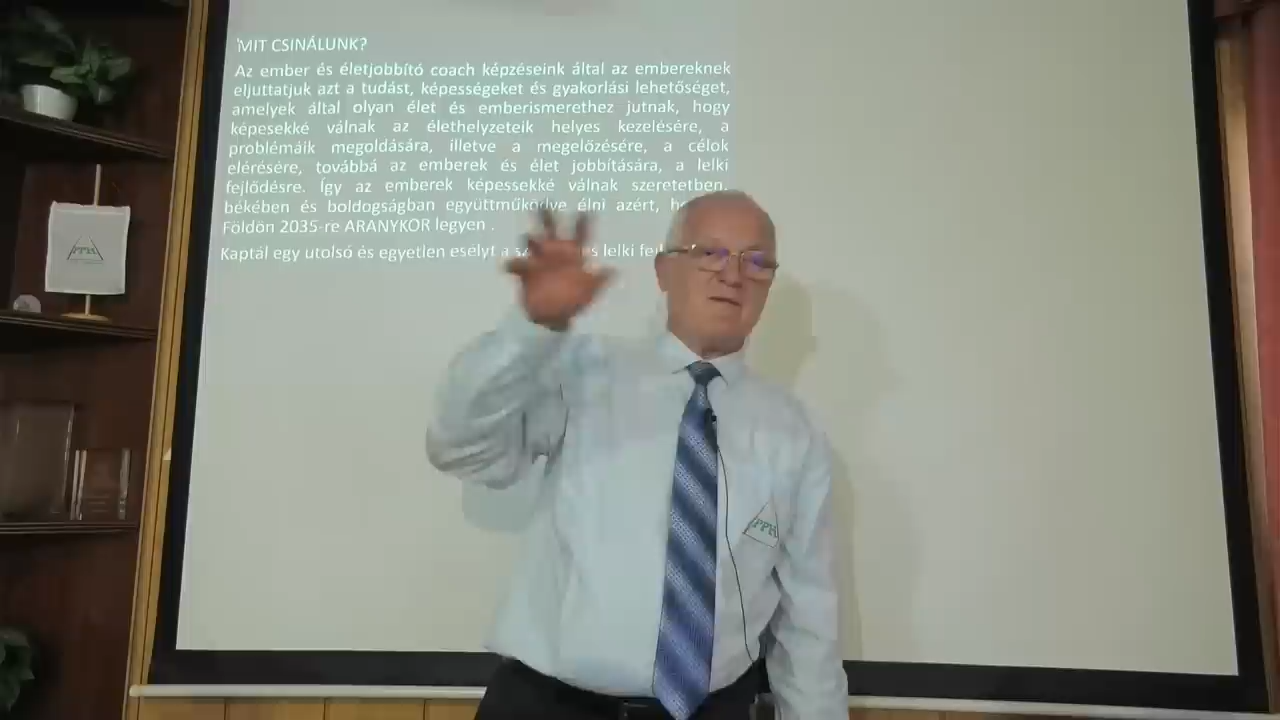 MIT CSINÁLUNK?
Az ember és életjobbító coach képzéseink által az embereknek
eljuttatjuk azt a tudást, képességeket és gyakorlási lehetőséget,
amelyek által olyan élet és emberismerethez jutnak, hogy
képesekké válnak az élethelyzeteik helyes kezelésére, a
problémáik megoldására, illetve a megelőzésére, a célok
elérésére, továbbá az emberek és élet jobbítására, a lelki
fejlődésre. Így az emberek képessekké válnak szeretetben,
békében és boldogságban együttműködve élni azért,
Földön 2035-re ARANYKOR legyen .
Kaptál egy utolsó és egyetlen esélyt a lelki
PPH
PPH